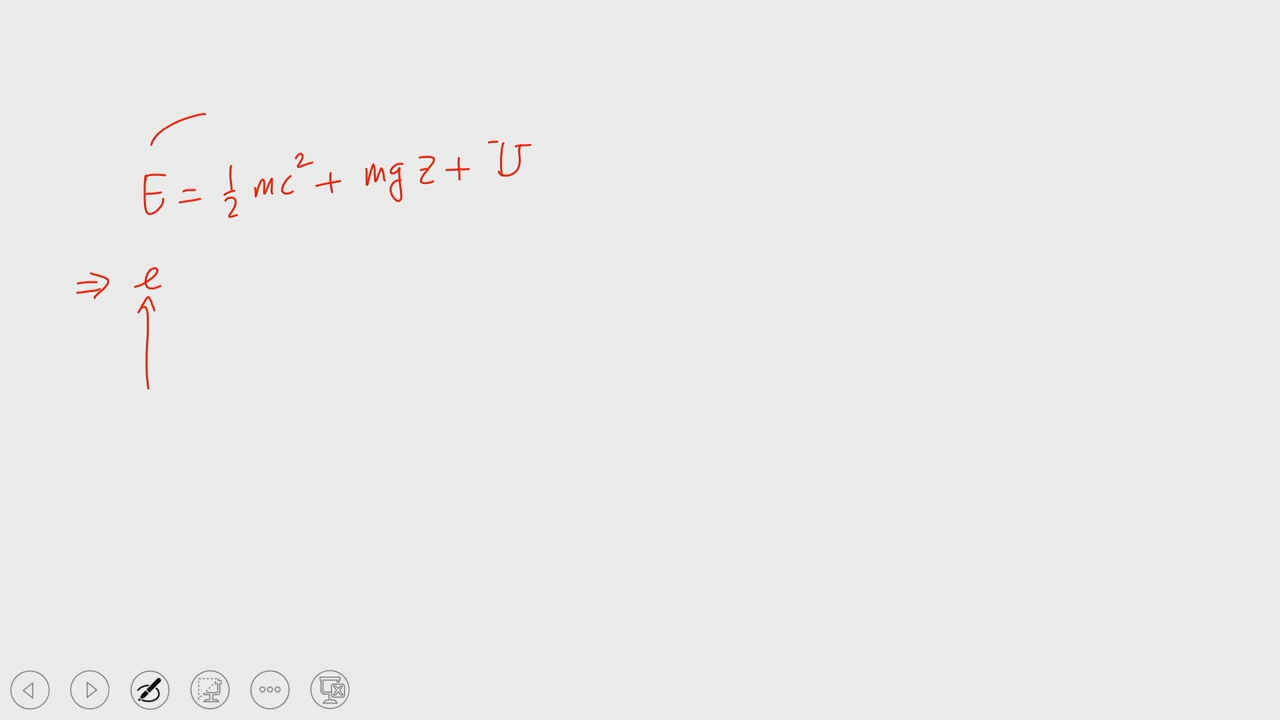 E = 1/2 mc² + mgz + U
⇒ e